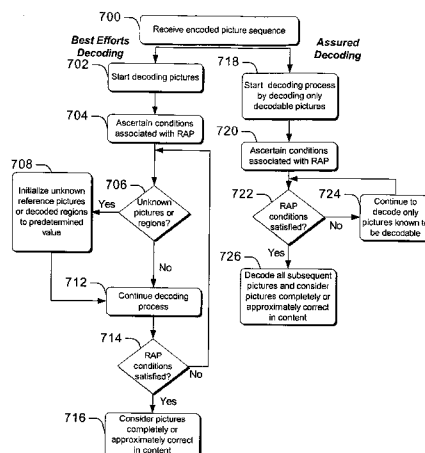 700
Receive encoded picture sequence
Best Efforts
Decoding
Assured
Decoding
702
Start decoding pictures
718
Start decoding process
by decoding only
decodable pictures
704
Ascertain conditions
associated with RAP
720
Ascertain conditions
associated with RAP
708
Initialize unknown
reference pictures
or decoded regions
to predetermined
value
706
Unknown
pictures or
regions?
Yes
No
722
RAP
conditions
satisfied?
No
Yes
724
Continue to
decode only
pictures known to
be decodable
726
Decode all subsequent
pictures and consider
pictures completely or
approximately correct
in content
712
Continue decoding
process
714
RAP
conditions
satisfied?
No
Yes
716
Consider pictures
completely or
approximately correct
in content